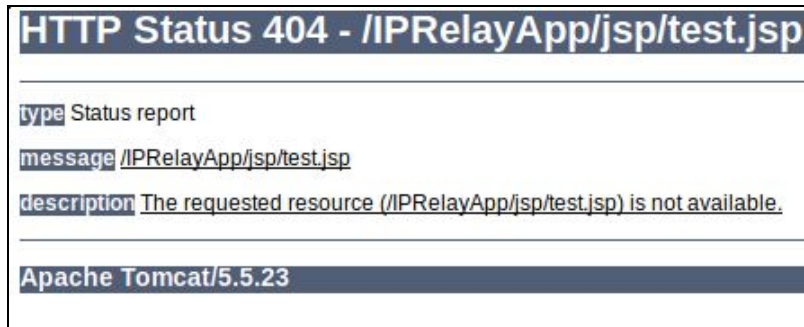 HTTP Status 404 - /IPRelayApp/jsp/test.jsp
type Status report
message /IPRelayApp/jsp/test.jsp
description The requested resource (/IPRelayApp/jsp/test.jsp) is not available.
Apache Tomcat/5.5.23